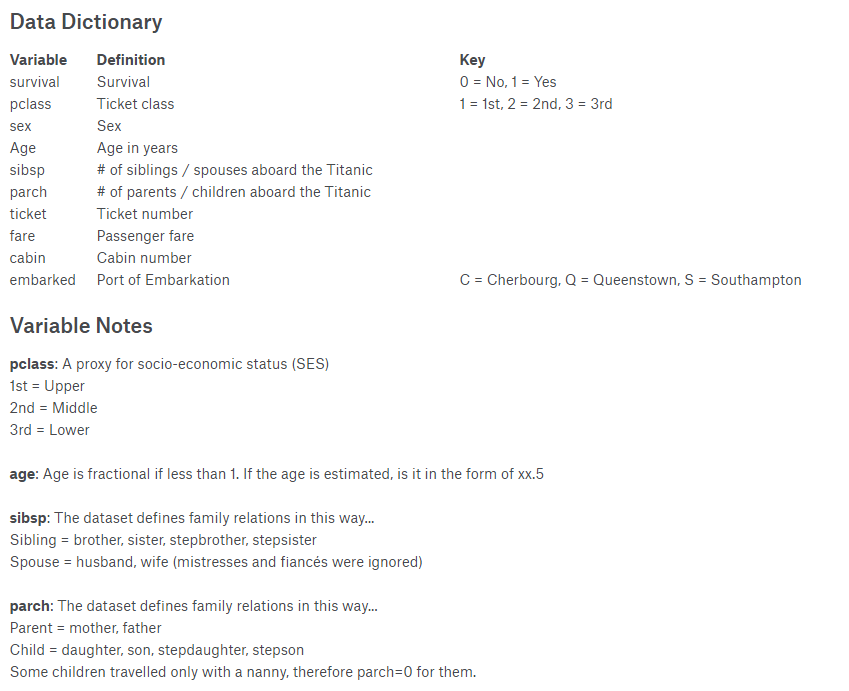 Data Dictionary
Variable Definition Key
survival Survival 0 = No, 1 = Yes
pclass Ticket class 1 = 1st, 2 = 2nd, 3 = 3rd
sex Sex
Age Age in years
sibsp # of siblings / spouses aboard the Titanic
parch # of parents / children aboard the Titanic
ticket Ticket number
fare Passenger fare
cabin Cabin number
embarked Port of Embarkation C = Cherbourg, Q = Queenstown, S = Southampton
Variable Notes
pclass: A proxy for socio-economic status (SES)
1st = Upper
2nd = Middle
3rd = Lower
age: Age is fractional if less than 1. If the age is estimated, is it in the form of xx.5
sibsp: The dataset defines family relations in this way...
Sibling = brother, sister, stepbrother, stepsister
Spouse = husband, wife (mistresses and fiancés were ignored)
parch: The dataset defines family relations in this way...
Parent = mother, father
Child = daughter, son, stepdaughter, stepson
Some children travelled only with a nanny, therefore parch=0 for them.